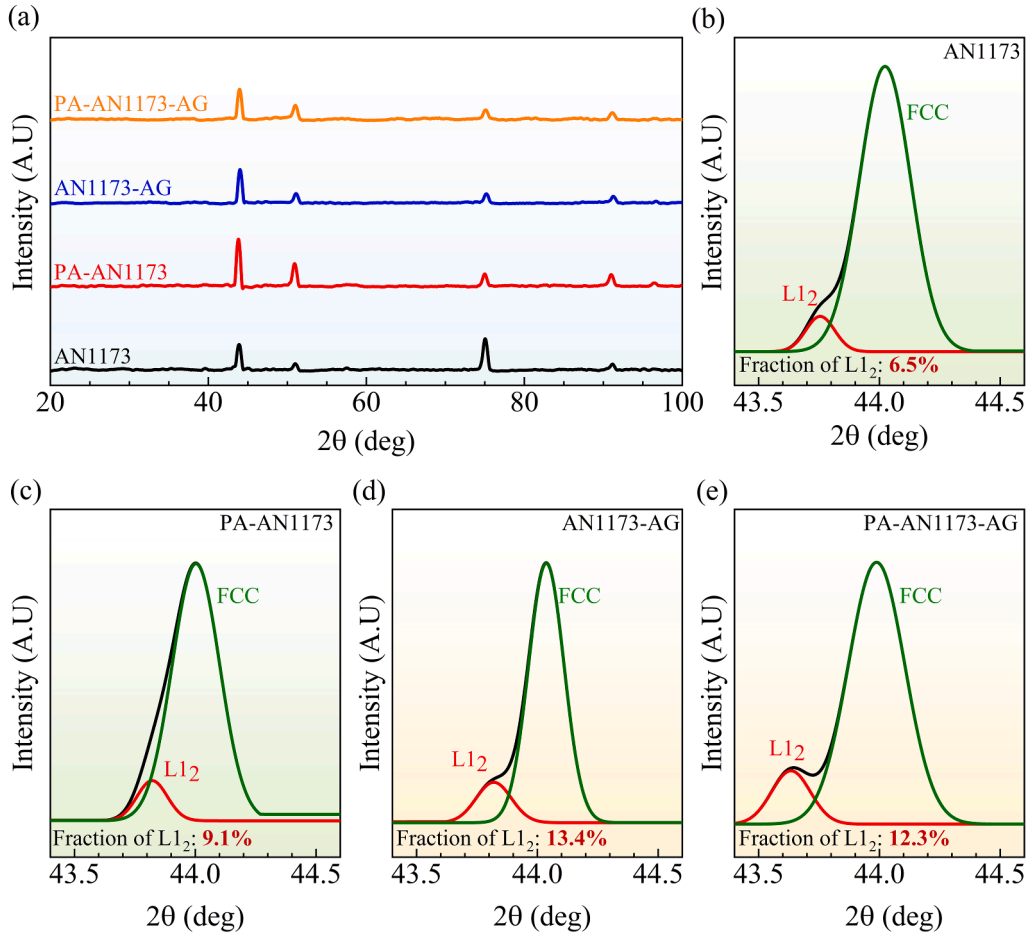 (a)
Intensity (A.U)
PA-AN1173-AG
AN1173-AG
PA-AN1173
AN1173
20 40 60 80 100
2θ (deg)
(b)
Intensity (A.U)
AN1173
FCC
L1₂
Fraction of L1₂: 6.5%
43.5 44.0 44.5
2θ (deg)
(c)
Intensity (A.U)
PA-AN1173
FCC
L1₂
Fraction of L1₂: 9.1%
43.5 44.0 44.5
2θ (deg)
(d)
Intensity (A.U)
AN1173-AG
FCC
L1₂
Fraction of L1₂: 13.4%
43.5 44.0 44.5
2θ (deg)
(e)
Intensity (A.U)
PA-AN1173-AG
FCC
L1₂
Fraction of L1₂: 12.3%
43.5 44.0 44.5
2θ (deg)